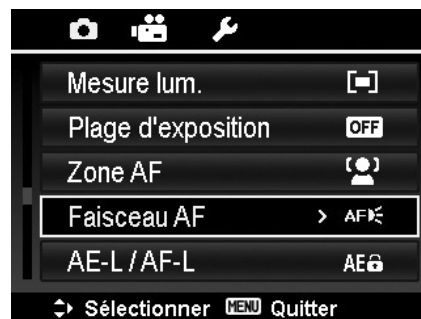 Mesure lum.
Plage d'exposition OFF
Zone AF
Faisceau AF > AF
AE-L / AF-L AE
Sélectionner MENU Quitter